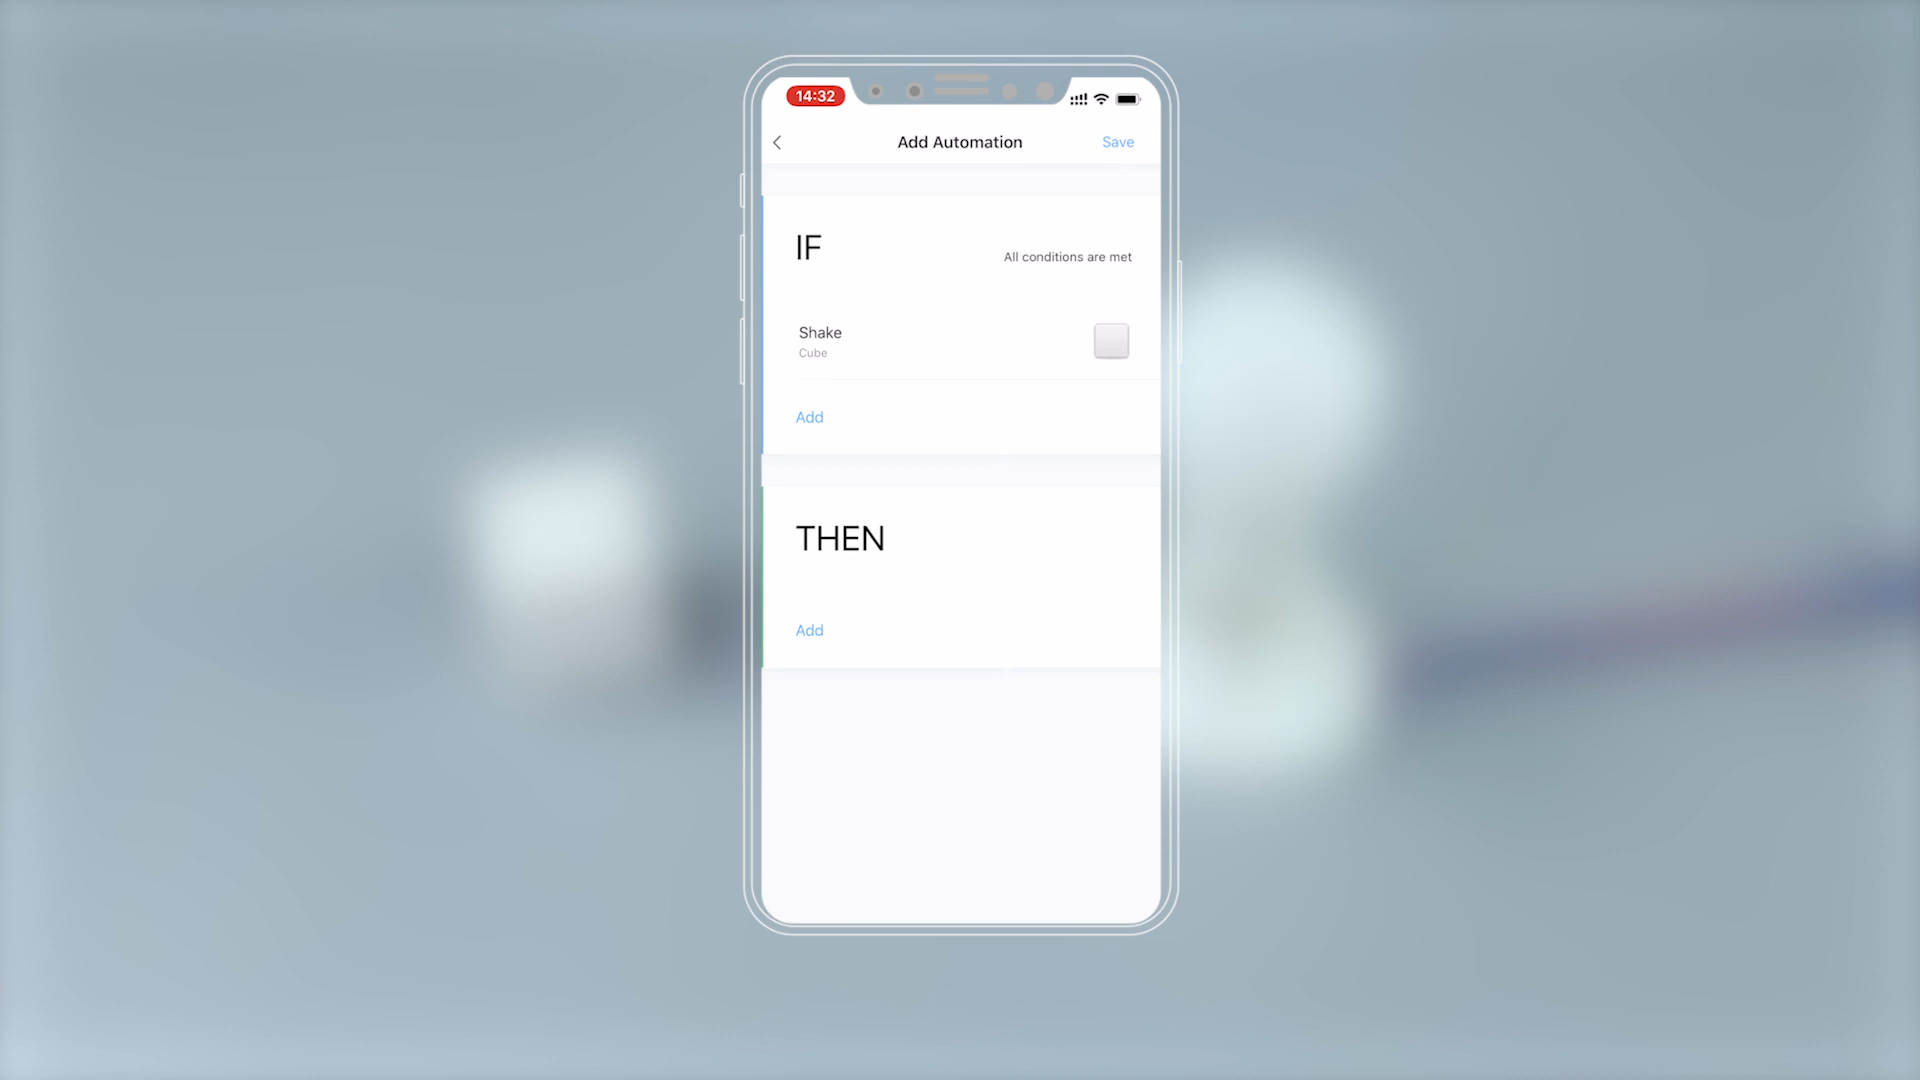 14:32
Add Automation
Save
IF
All conditions are met
Shake
Cube
Add
THEN
Add